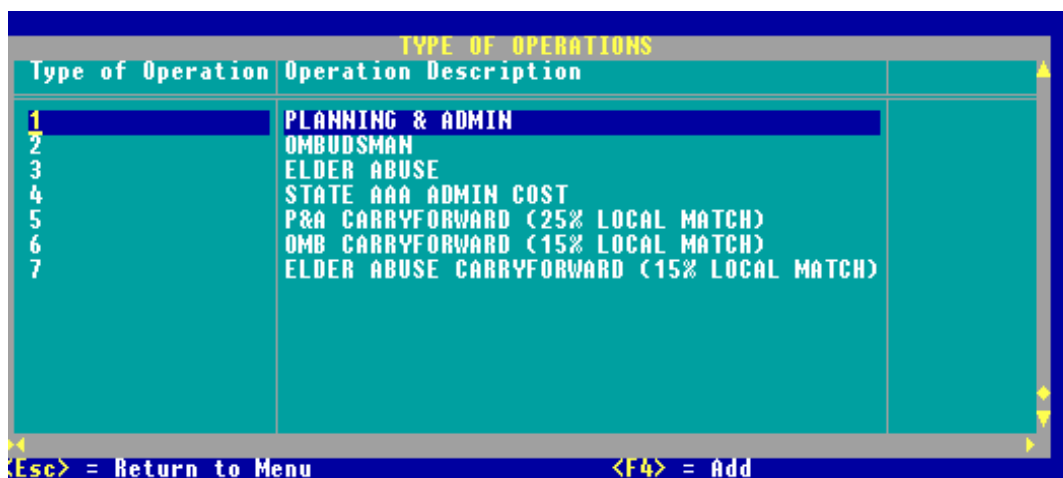 TYPE OF OPERATIONS
Type of Operation Operation Description
1 PLANNING & ADMIN
2 OMBUDSMAN
3 ELDER ABUSE
4 STATE AAA ADMIN COST
5 P&A CARRYFORWARD (25% LOCAL MATCH)
6 OMB CARRYFORWARD (15% LOCAL MATCH)
7 ELDER ABUSE CARRYFORWARD (15% LOCAL MATCH)
<Esc> = Return to Menu <F4> = Add